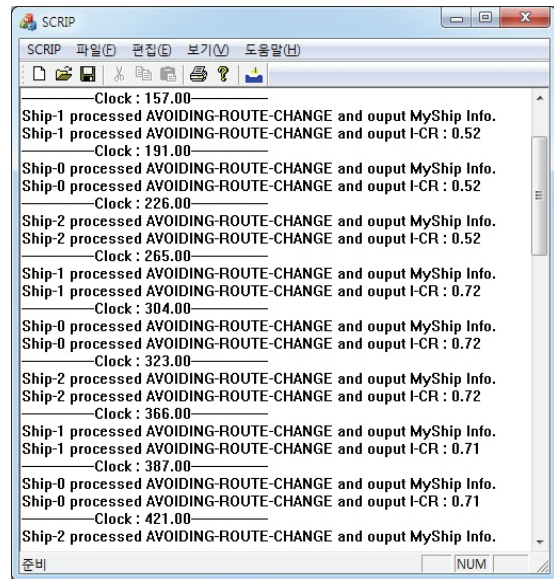 SCRIP
SCRIP 파일(F) 편집(E) 보기(V) 도움말(H)
————Clock : 157.00————
Ship-1 processed AVOIDING-ROUTE-CHANGE and ouput MyShip Info.
Ship-1 processed AVOIDING-ROUTE-CHANGE and ouput I-CR : 0.52
————Clock : 191.00————
Ship-0 processed AVOIDING-ROUTE-CHANGE and ouput MyShip Info.
Ship-0 processed AVOIDING-ROUTE-CHANGE and ouput I-CR : 0.52
————Clock : 226.00————
Ship-2 processed AVOIDING-ROUTE-CHANGE and ouput MyShip Info.
Ship-2 processed AVOIDING-ROUTE-CHANGE and ouput I-CR : 0.52
————Clock : 265.00————
Ship-1 processed AVOIDING-ROUTE-CHANGE and ouput MyShip Info.
Ship-1 processed AVOIDING-ROUTE-CHANGE and ouput I-CR : 0.72
————Clock : 304.00————
Ship-0 processed AVOIDING-ROUTE-CHANGE and ouput MyShip Info.
Ship-0 processed AVOIDING-ROUTE-CHANGE and ouput I-CR : 0.72
————Clock : 323.00————
Ship-2 processed AVOIDING-ROUTE-CHANGE and ouput MyShip Info.
Ship-2 processed AVOIDING-ROUTE-CHANGE and ouput I-CR : 0.72
————Clock : 366.00————
Ship-1 processed AVOIDING-ROUTE-CHANGE and ouput MyShip Info.
Ship-1 processed AVOIDING-ROUTE-CHANGE and ouput I-CR : 0.71
————Clock : 387.00————
Ship-0 processed AVOIDING-ROUTE-CHANGE and ouput MyShip Info.
Ship-0 processed AVOIDING-ROUTE-CHANGE and ouput I-CR : 0.71
————Clock : 421.00————
Ship-2 processed AVOIDING-ROUTE-CHANGE and ouput MyShip Info.
준비 NUM